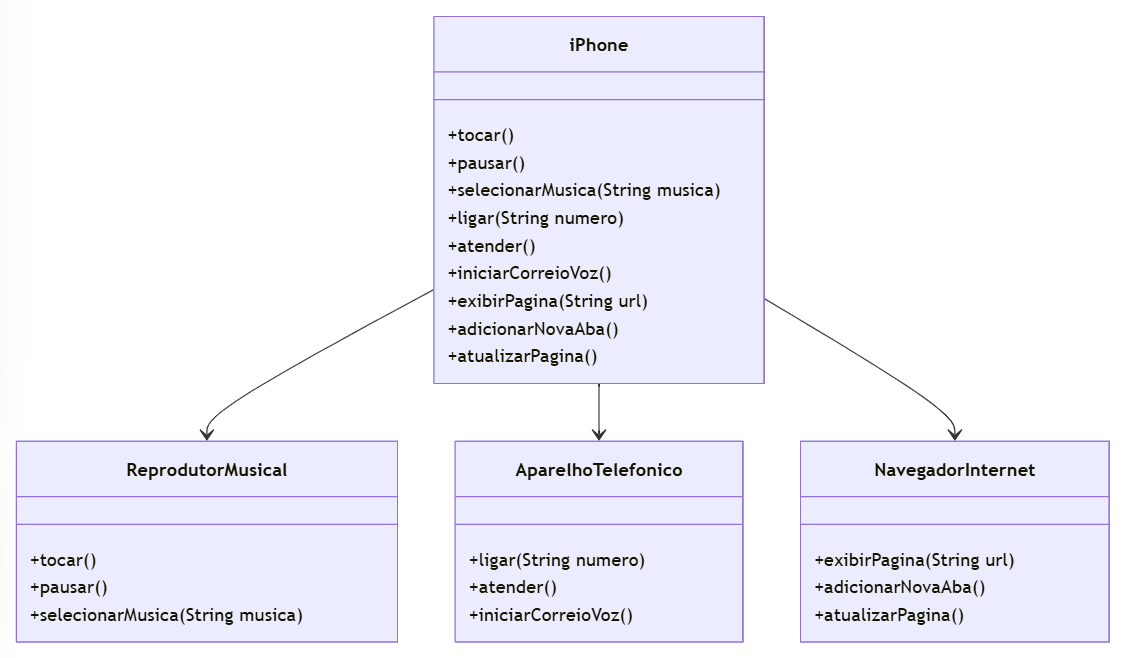 iPhone
+tocar()
+pausar()
+selecionarMusica(String musica)
+ligar(String numero)
+atender()
+iniciarCorreioVoz()
+exibirPagina(String url)
+adicionarNovaAba()
+atualizarPagina()
ReprodutorMusical
+tocar()
+pausar()
+selecionarMusica(String musica)
AparelhoTelefonico
+ligar(String numero)
+atender()
+iniciarCorreioVoz()
NavegadorInternet
+exibirPagina(String url)
+adicionarNovaAba()
+atualizarPagina()